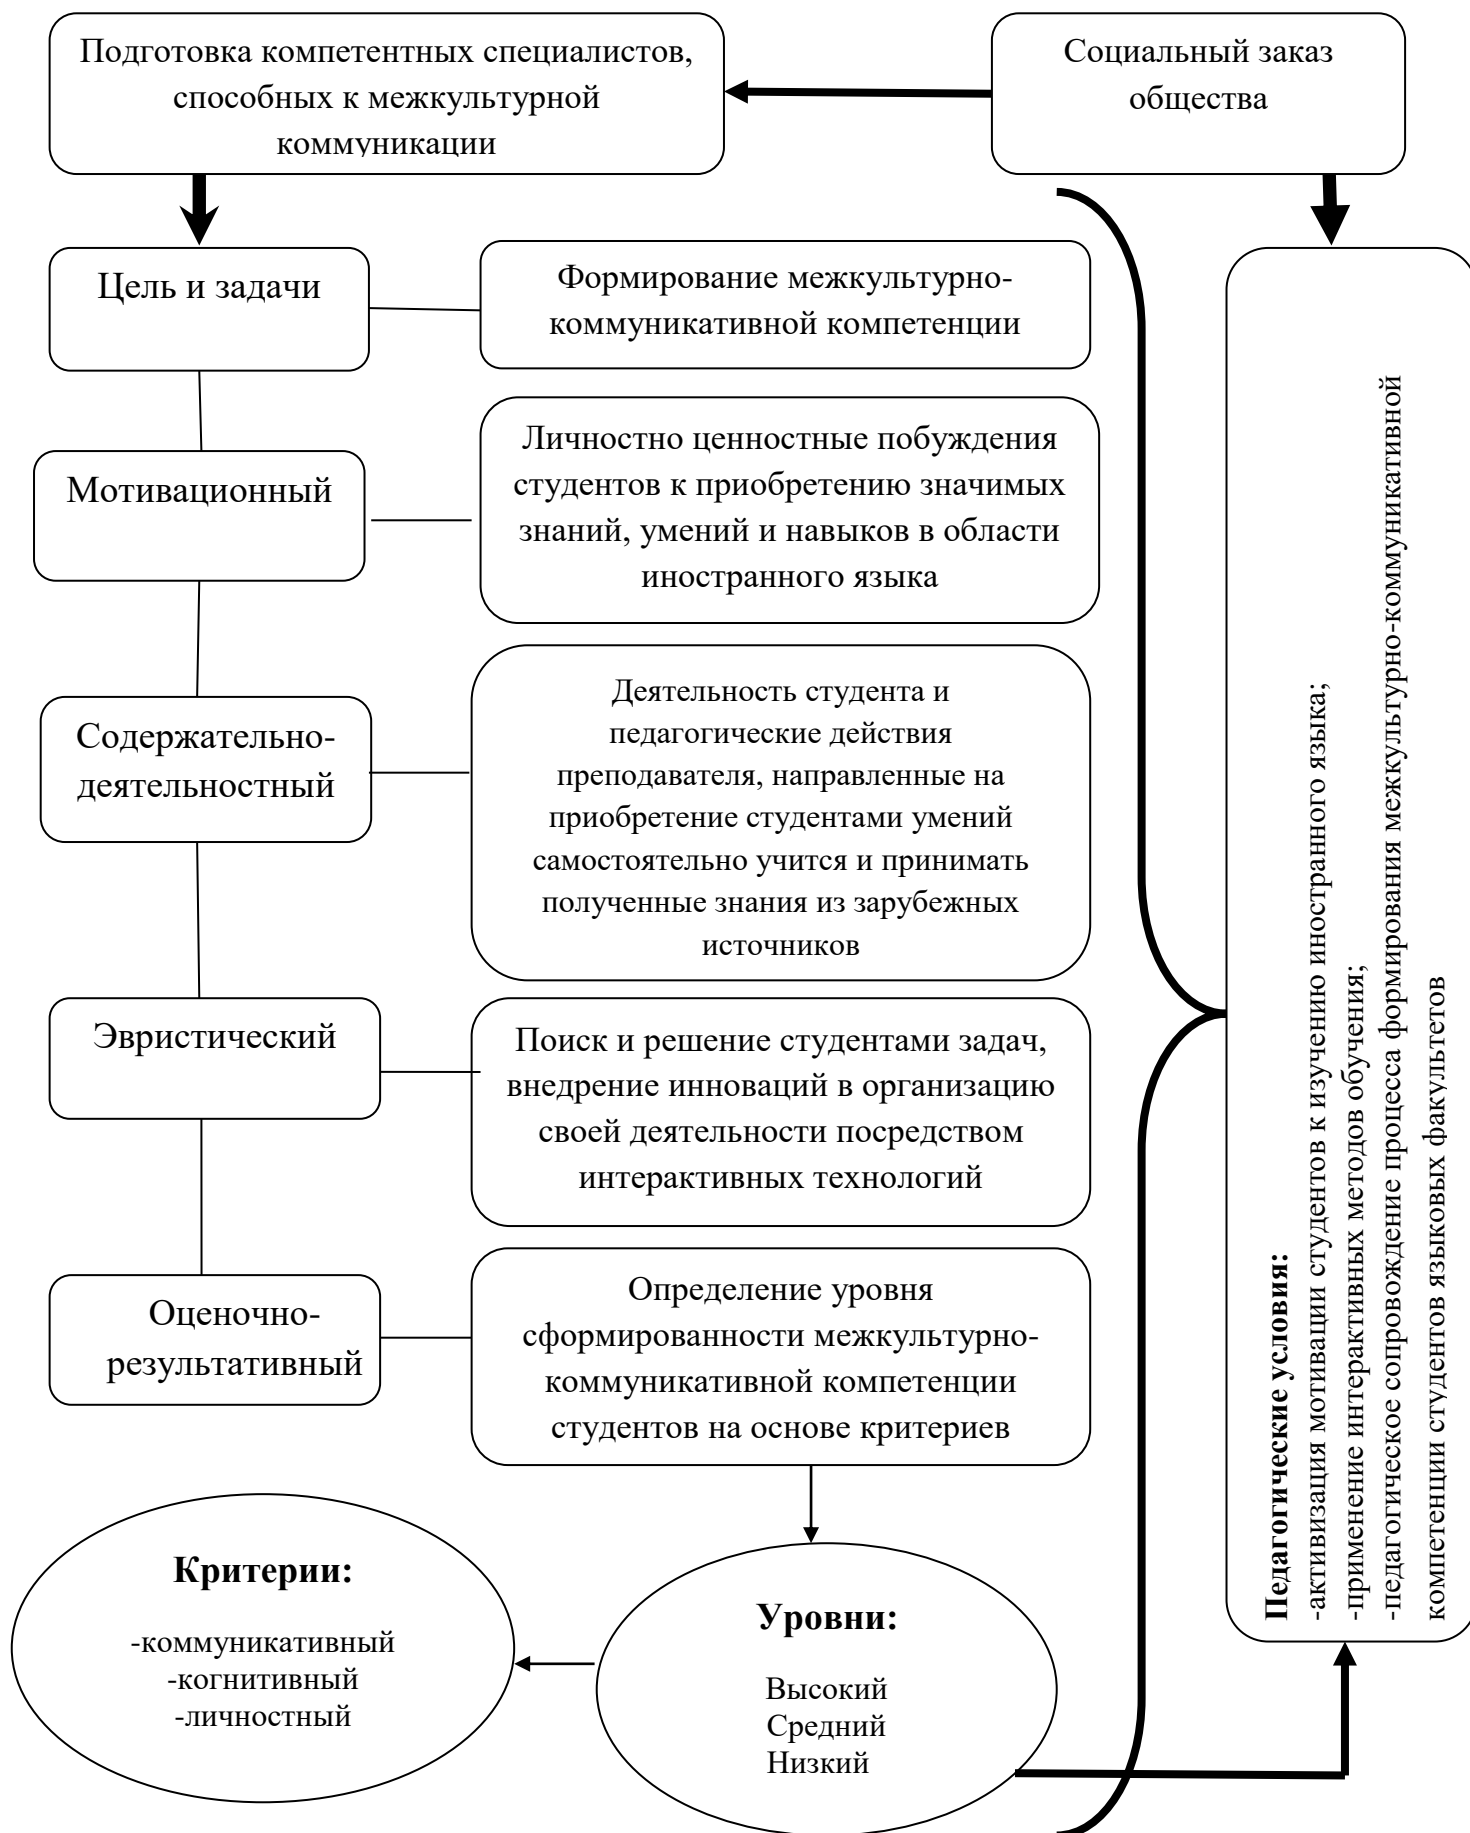 Подготовка компетентных специалистов,
способных к межкультурной
коммуникации
Социальный заказ
общества
Цель и задачи
Формирование межкультурно-
коммуникативной компетенции
Мотивационный
Личностно ценностные побуждения
студентов к приобретению значимых
знаний, умений и навыков в области
иностранного языка
Содержательно-
деятельностный
Деятельность студента и
педагогические действия
преподавателя, направленные на
приобретение студентами умений
самостоятельно учится и принимать
полученные знания из зарубежных
источников
Эвристический
Поиск и решение студентами задач,
внедрение инноваций в организацию
своей деятельности посредством
интерактивных технологий
Оценочно-
результативный
Определение уровня
сформированности межкультурно-
коммуникативной компетенции
студентов на основе критериев
Критерии:
-коммуникативный
-когнитивный
-личностный
Уровни:
Высокий
Средний
Низкий
Педагогические условия:
-активизация мотивации студентов к изучению иностранного языка;
-применение интерактивных методов обучения;
-педагогическое сопровождение процесса формирования межкультурно-коммуникативной
компетенции студентов языковых факультетов